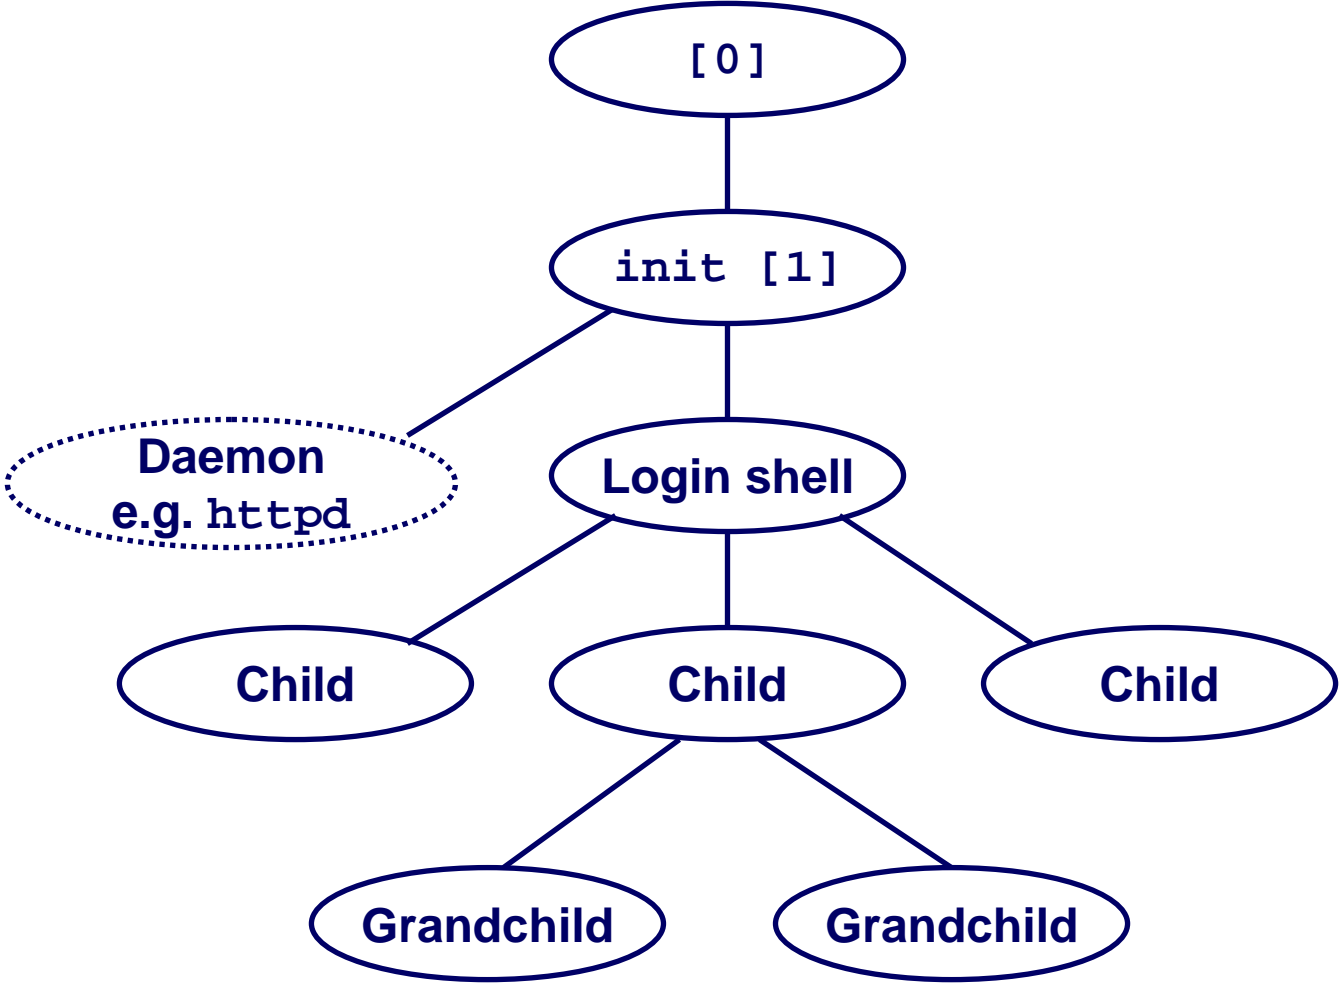 [0]
init [1]
Daemon
e.g. httpd
Login shell
Child
Child
Child
Grandchild
Grandchild